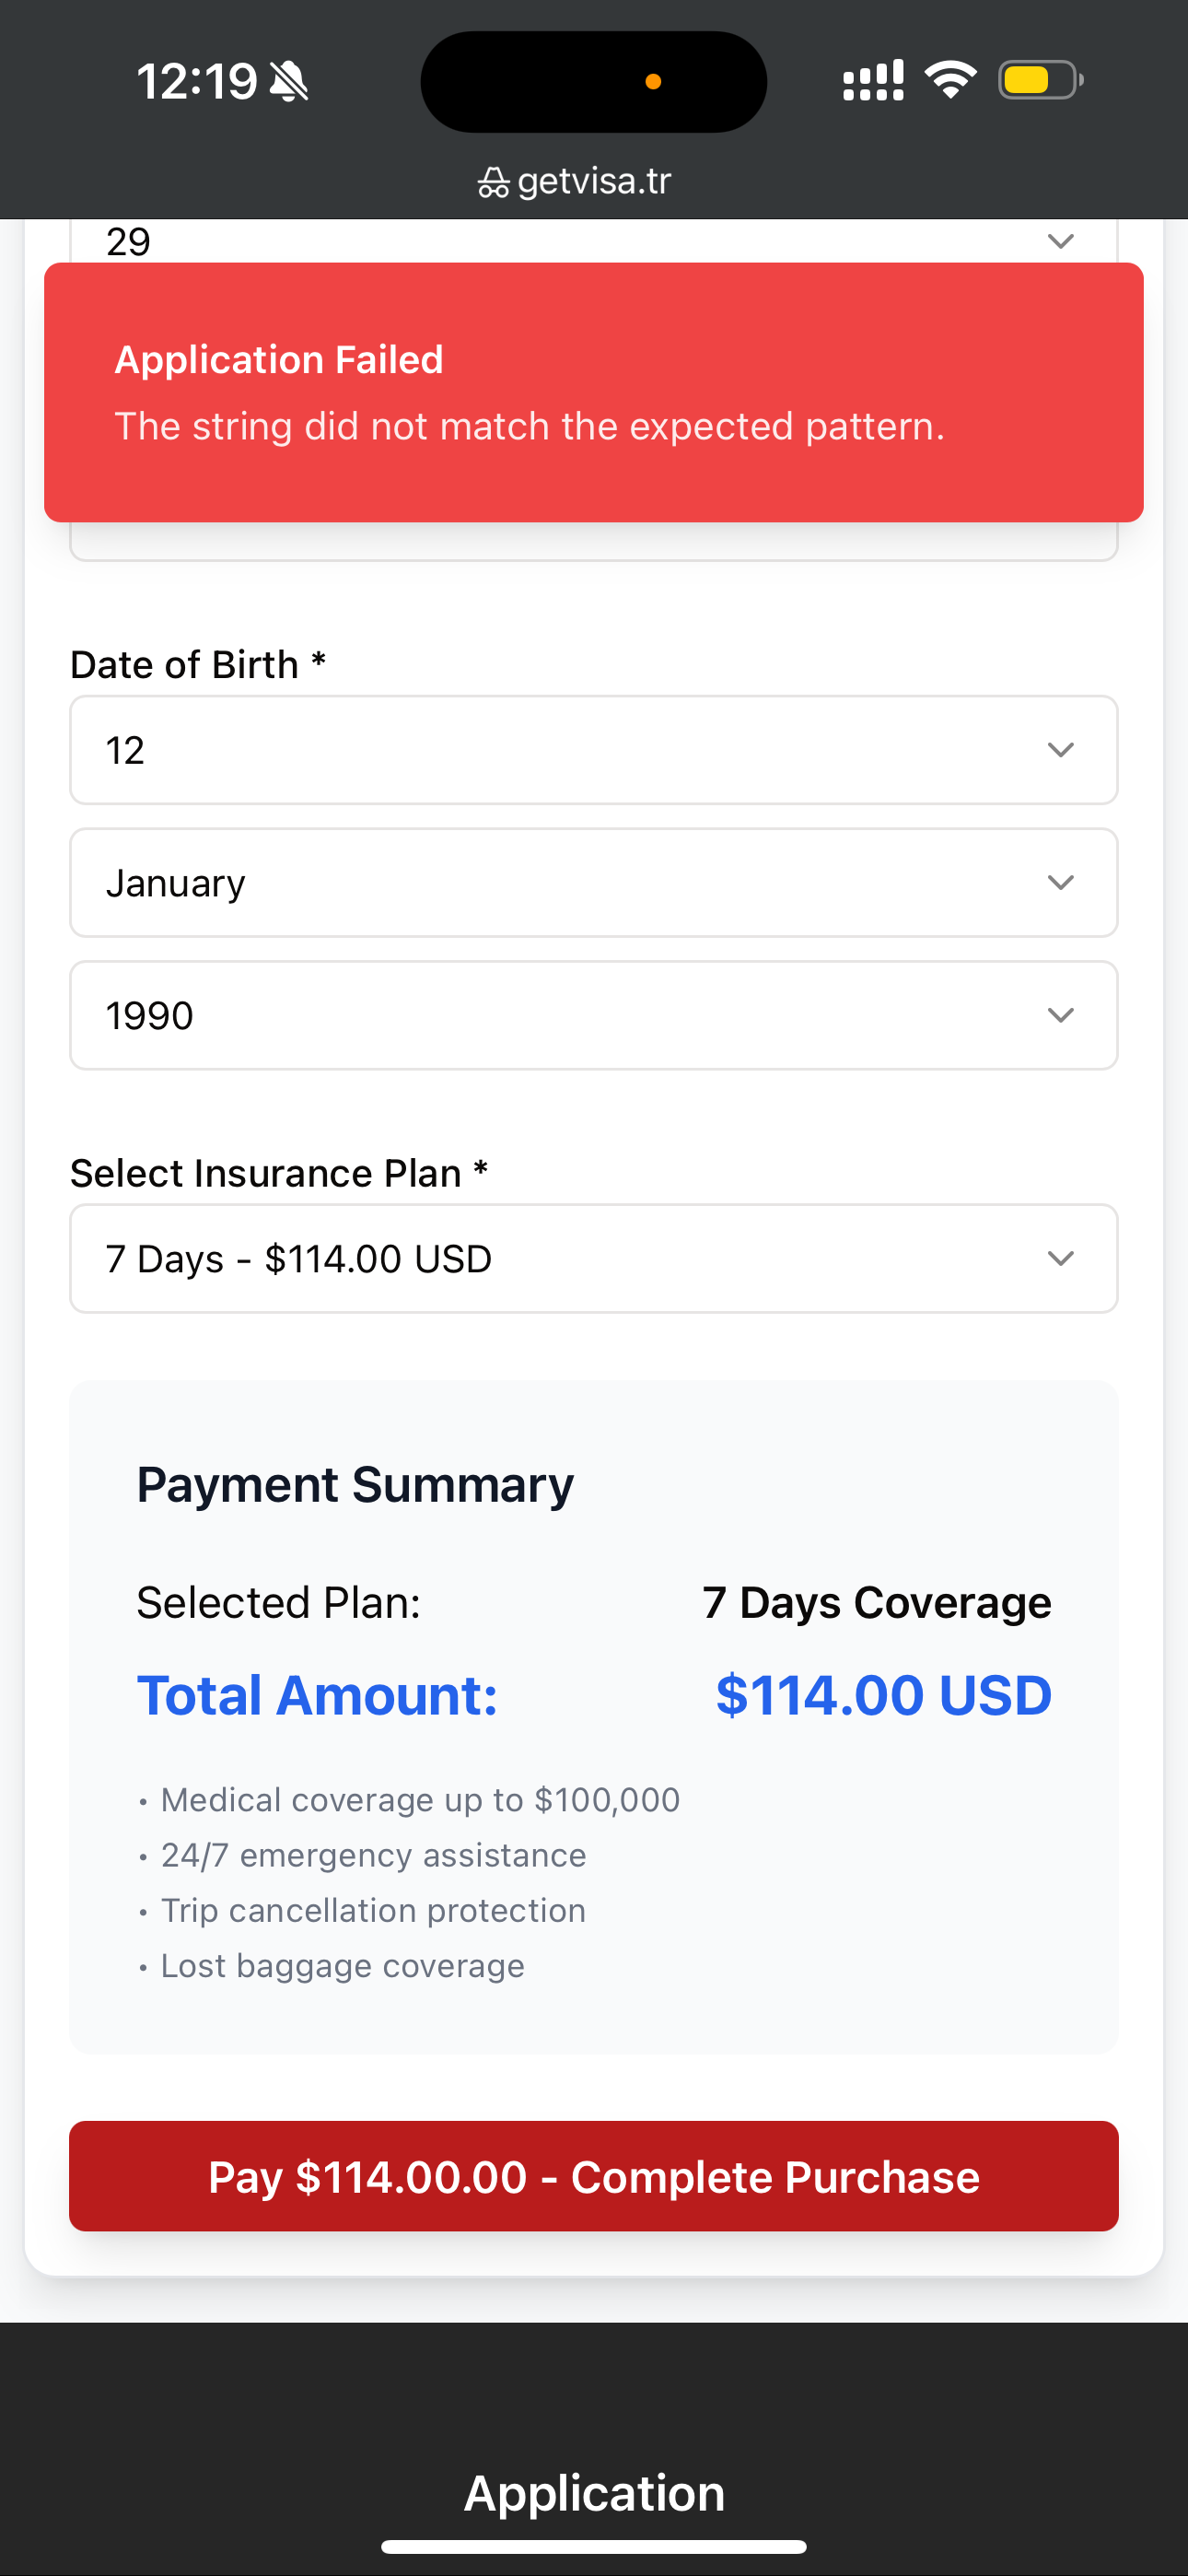 12:19
getvisa.tr
29
Application Failed
The string did not match the expected pattern.
Date of Birth *
12
January
1990
Select Insurance Plan *
7 Days - $114.00 USD
Payment Summary
Selected Plan: 7 Days Coverage
Total Amount: $114.00 USD
• Medical coverage up to $100,000
• 24/7 emergency assistance
• Trip cancellation protection
• Lost baggage coverage
Pay $114.00.00 - Complete Purchase
Application